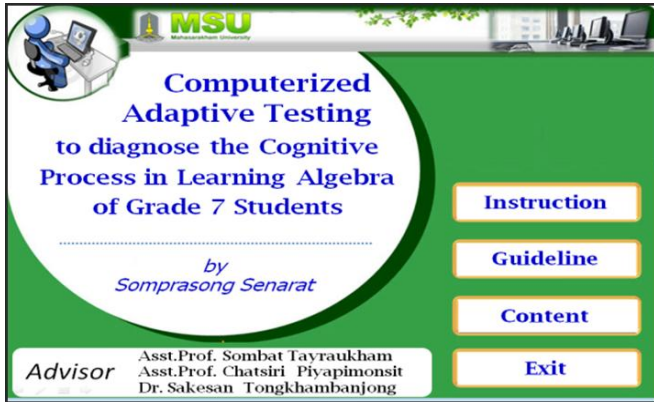 MSU
Mahasarakham University
Computerized
Adaptive Testing
to diagnose the Cognitive
Process in Learning Algebra
of Grade 7 Students
by
Somprasong Senarat
Instruction
Guideline
Content
Exit
Advisor
Asst.Prof. Sombat Tayraukham
Asst.Prof. Chatsiri Piyapimonsit
Dr. Sakesan Tongkhambanjong